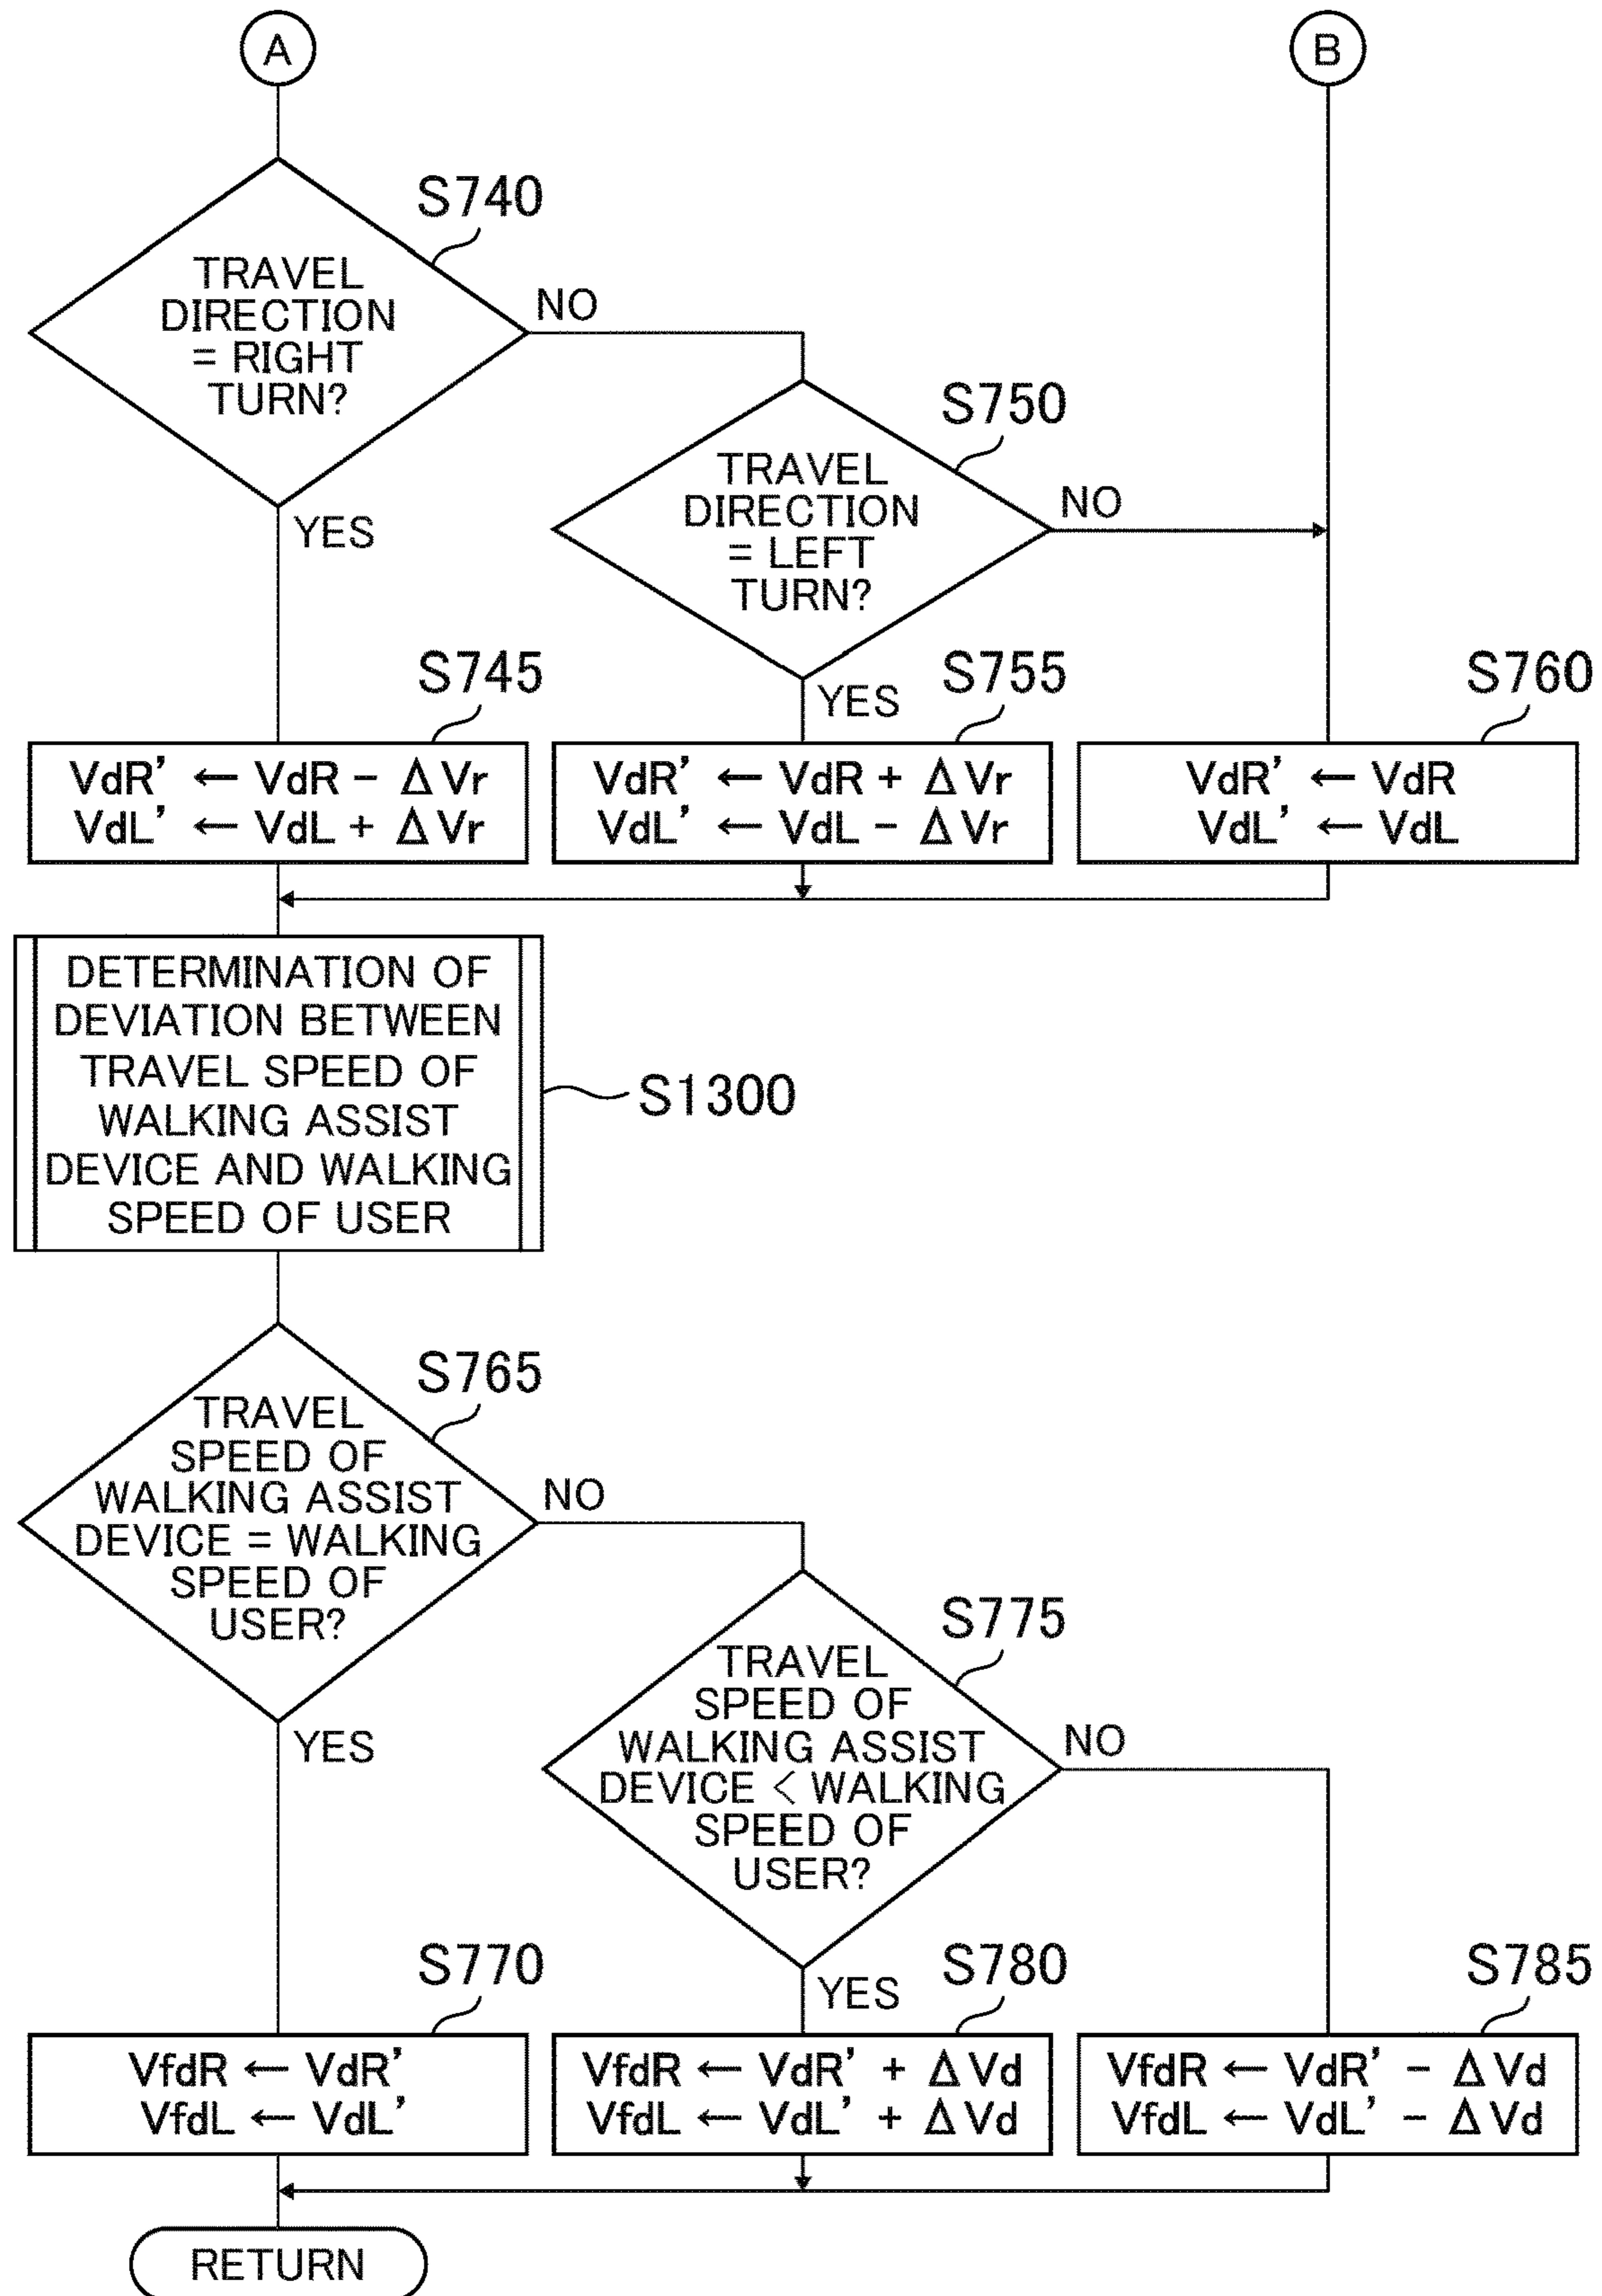 A
B
S740
TRAVEL
DIRECTION
= RIGHT
TURN?
NO
YES
S750
TRAVEL
DIRECTION
= LEFT
TURN?
NO
YES
S745
VdR' ← VdR - ΔVr
VdL' ← VdL + ΔVr
S755
VdR' ← VdR + ΔVr
VdL' ← VdL - ΔVr
S760
VdR' ← VdR
VdL' ← VdL
DETERMINATION OF
DEVIATION BETWEEN
TRAVEL SPEED OF
WALKING ASSIST
DEVICE AND WALKING
SPEED OF USER
S1300
S765
TRAVEL
SPEED OF
WALKING ASSIST
DEVICE = WALKING
SPEED OF
USER?
NO
YES
S775
TRAVEL
SPEED OF
WALKING ASSIST
DEVICE < WALKING
SPEED OF
USER?
NO
YES
S770
VfdR ← VdR'
VfdL ← VdL'
S780
VfdR ← VdR' + ΔVd
VfdL ← VdL' + ΔVd
S785
VfdR ← VdR' - ΔVd
VfdL ← VdL' - ΔVd
RETURN